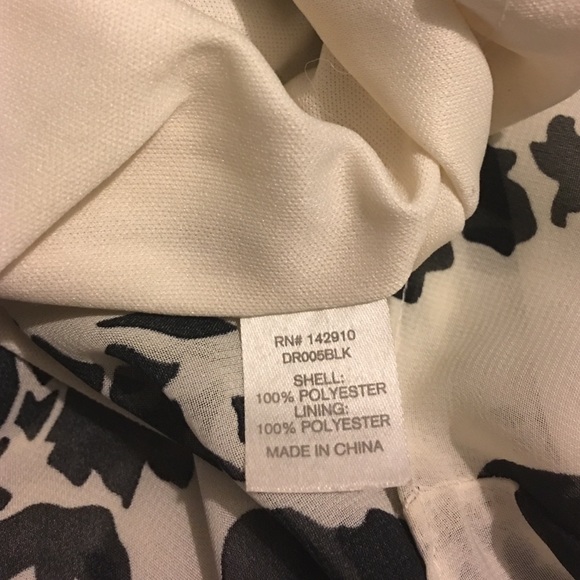 RN# 142910
DR005BLK
SHELL:
100% POLYESTER
LINING:
100% POLYESTER
MADE IN CHINA